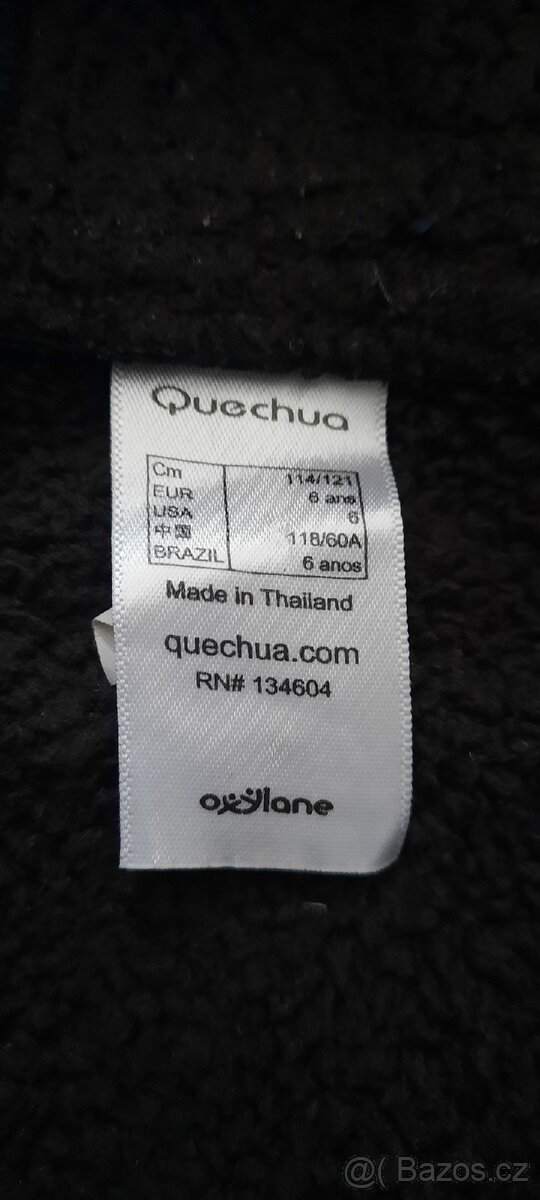 Quechua
Cm 114/121
EUR 6 ans
USA 6
中国 118/60A
BRAZIL 6 anos
Made in Thailand
quechua.com
RN# 134604
oxylane
@( Bazos.cz